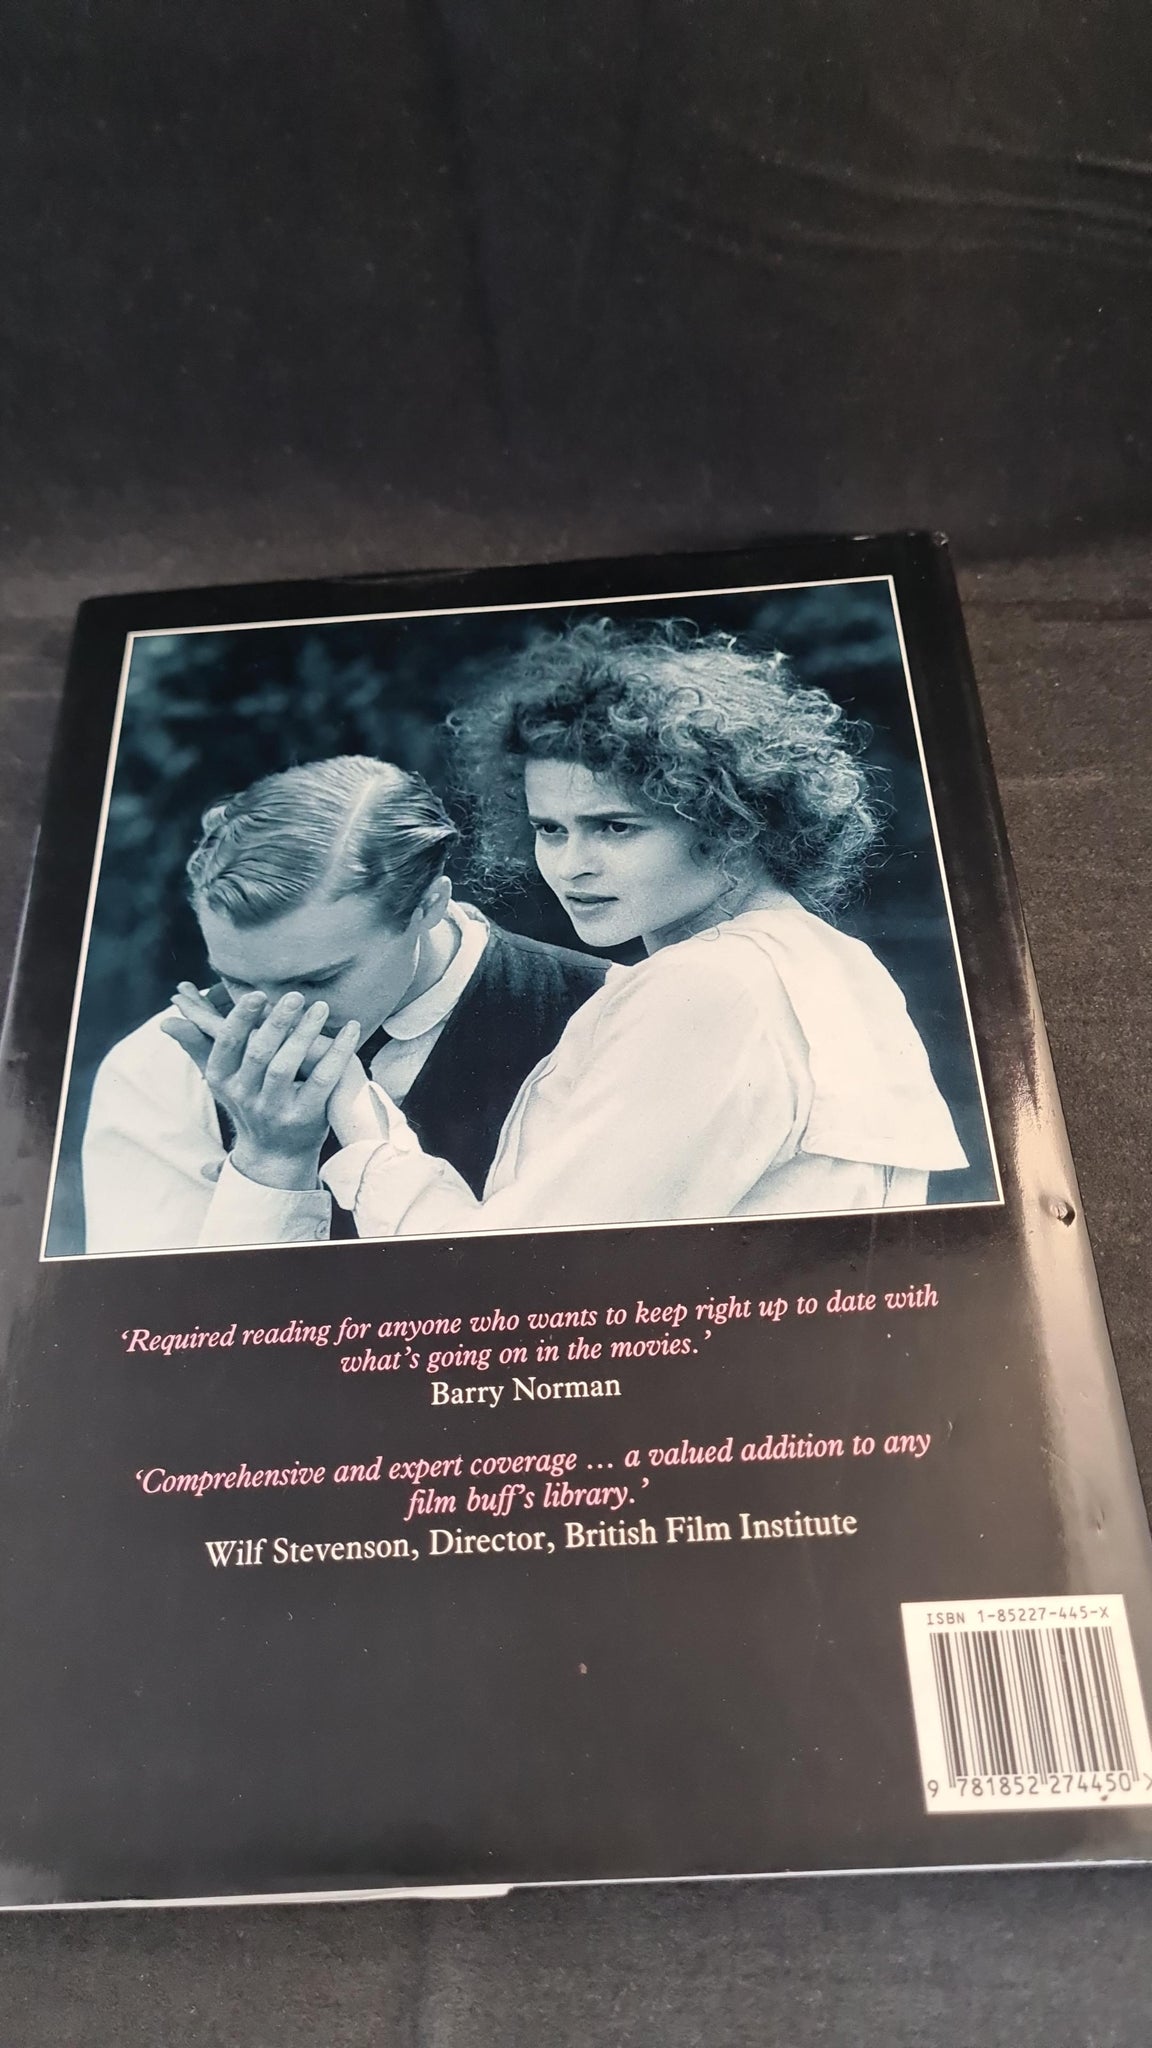 ‘Required reading for anyone who wants to keep right up to date with
what’s going on in the movies.’
Barry Norman
‘Comprehensive and expert coverage ... a valued addition to any
film buff’s library.’
Wilf Stevenson, Director, British Film Institute
ISBN 1-85227-445-X
9 781852 274450 >